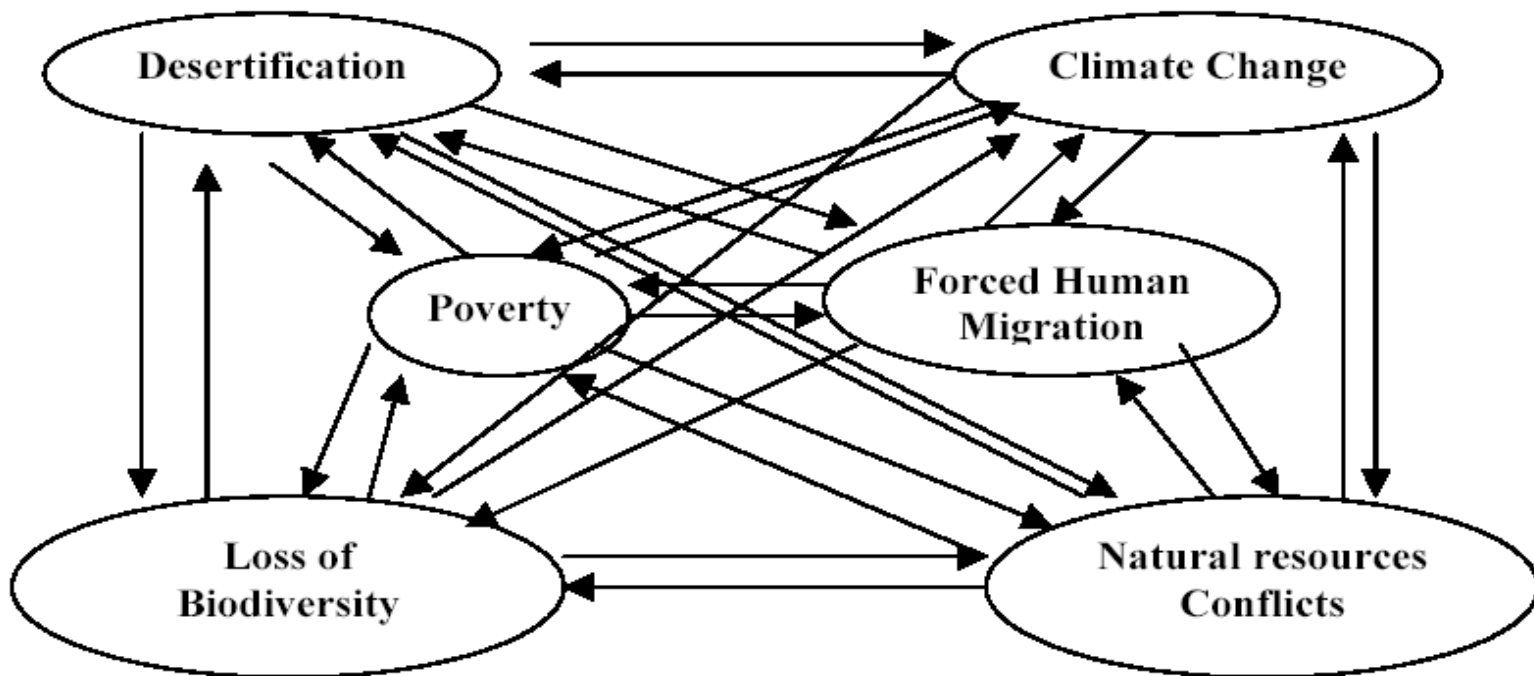 Desertification
Climate Change
Poverty
Forced Human
Migration
Loss of
Biodiversity
Natural resources
Conflicts